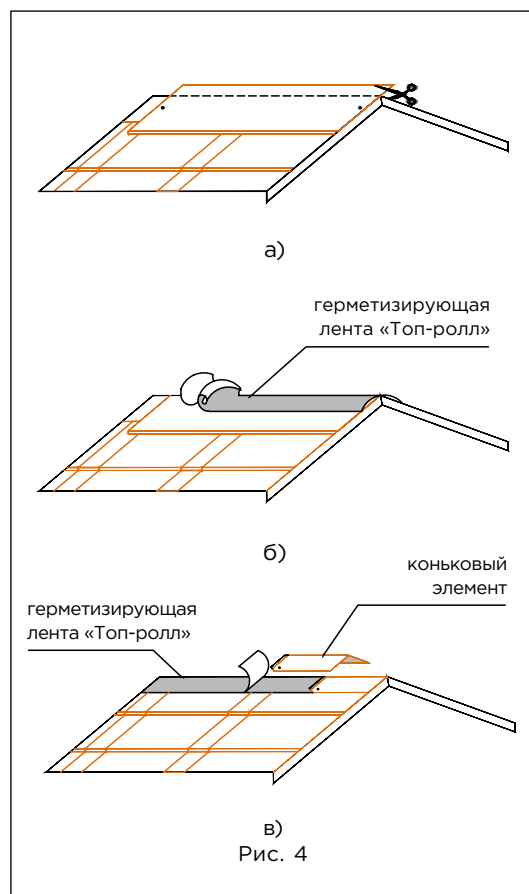 а)
герметизирующая
лента «Топ-ролл»
б)
коньковый
элемент
герметизирующая
лента «Топ-ролл»
в)
Рис. 4